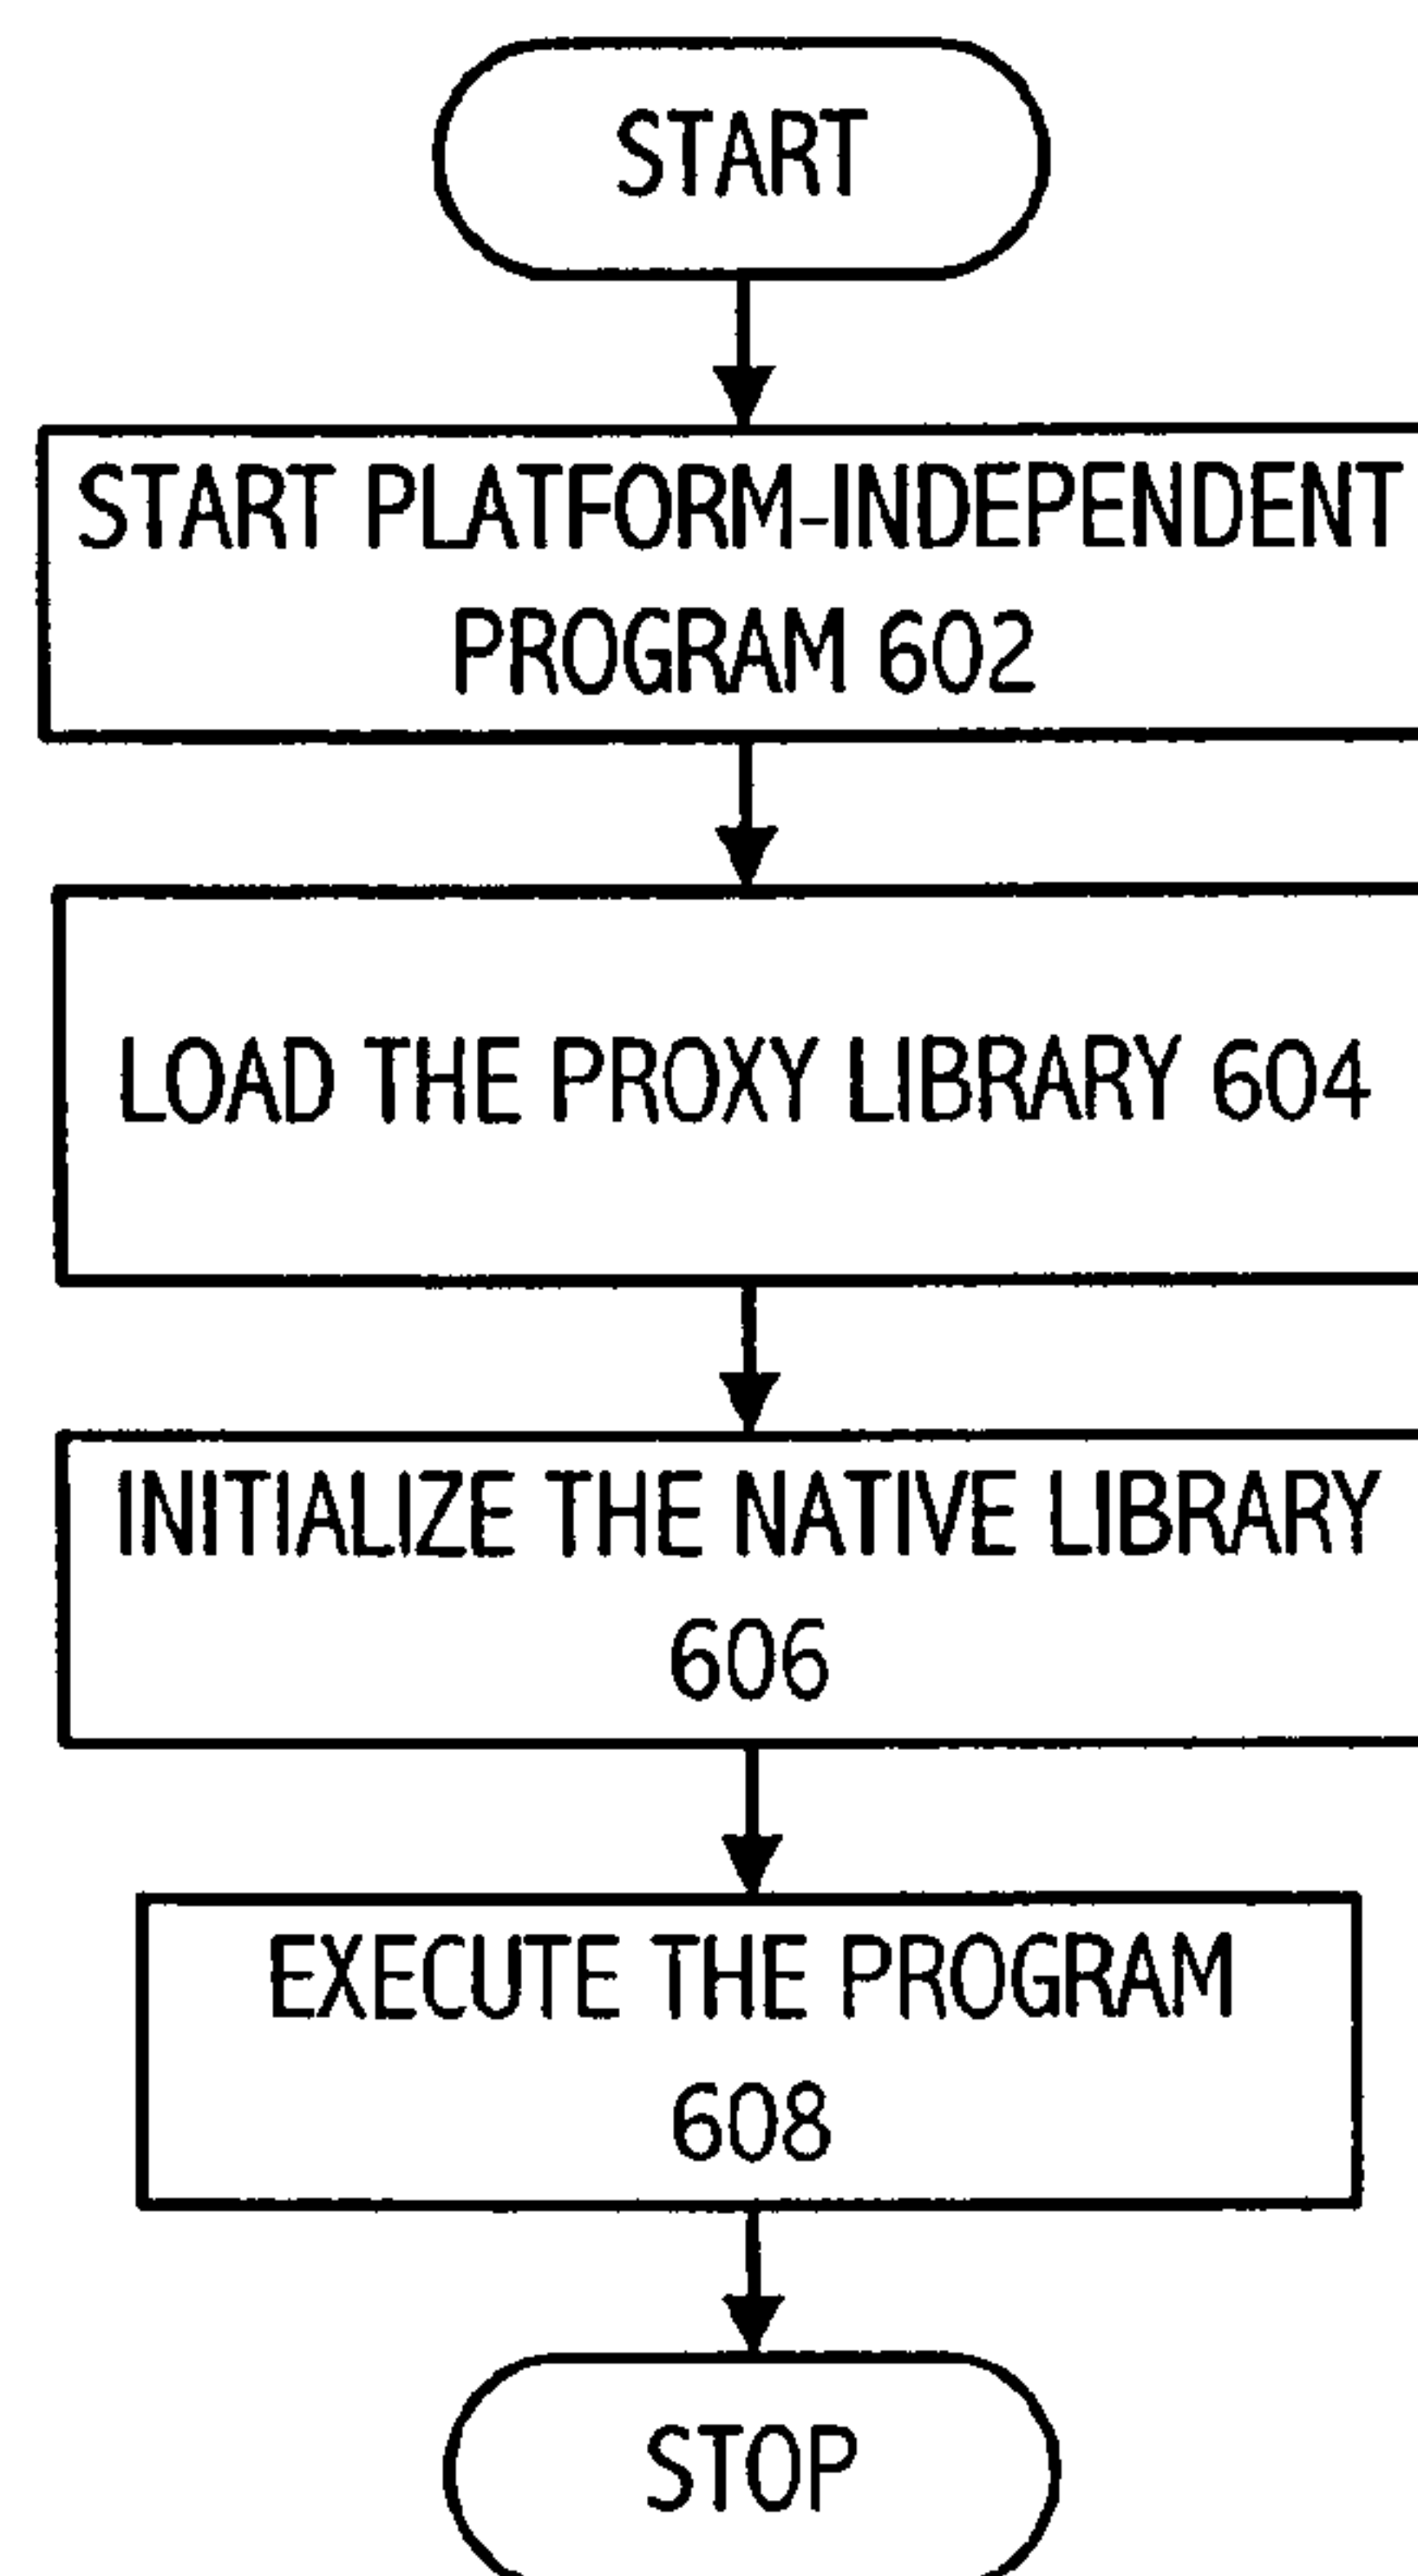 START
START PLATFORM-INDEPENDENT
PROGRAM 602
LOAD THE PROXY LIBRARY 604
INITIALIZE THE NATIVE LIBRARY
606
EXECUTE THE PROGRAM
608
STOP